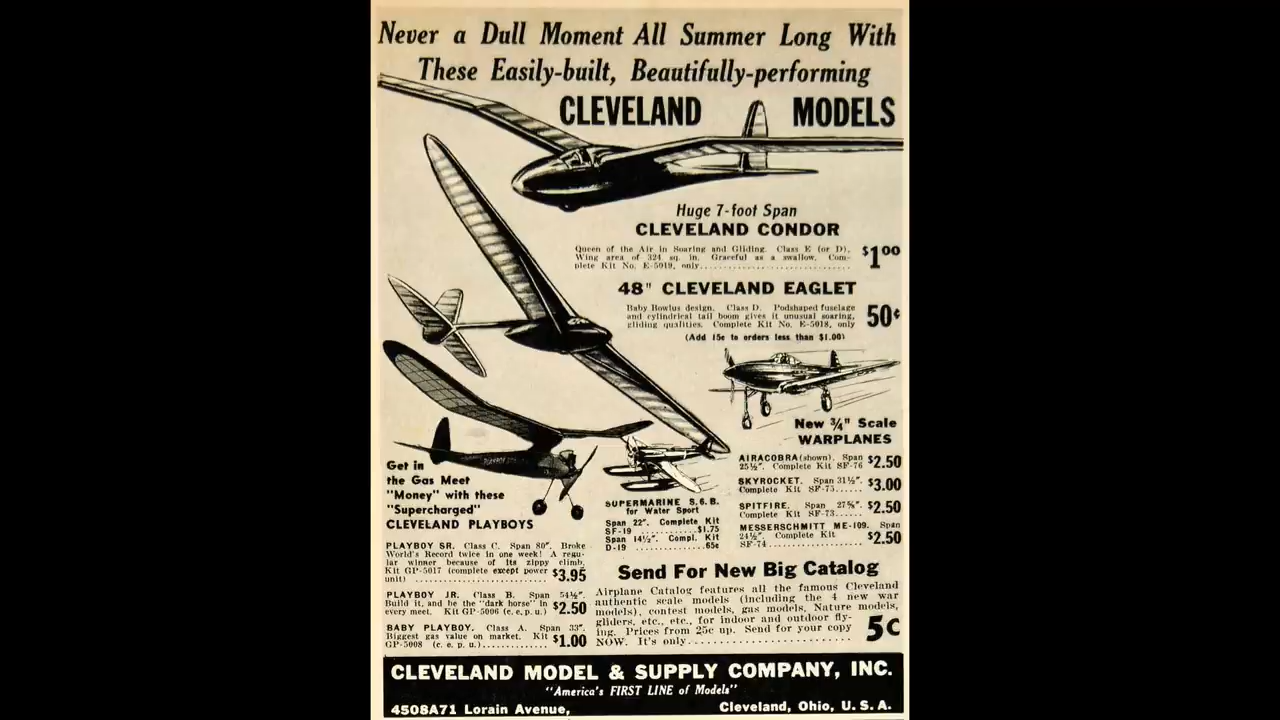 Never a Dull Moment All Summer Long With
These Easily-built, Beautifully-performing
CLEVELAND MODELS
Huge 7-foot Span
CLEVELAND CONDOR
Queen of the Air in Soaring and Gliding. Class E (or D).
Wing area of 324 sq. in. Graceful as a swallow. Com-
plete Kit No. E-5019, only
$1.00
48" CLEVELAND EAGLET
Baby Bowlus design. Class D. Podshaped fuselage
and cylindrical tail boom gives it unusual soaring,
gliding qualities. Complete Kit No. E-5018, only
50¢
(Add 15c to orders less than $1.00)
New 3/4" Scale
WARPLANES
AIRACOBRA (shown). Span
25½". Complete Kit SF-76
$2.50
SKYROCKET. Span 31½".
Complete Kit SF-75......
$3.00
SPITFIRE. Span 27⅝".
Complete Kit SF-73......
$2.50
MESSERSCHMITT ME-109. Span
24½". Complete Kit
SF-74
$2.50
Get in
the Gas Meet
"Money" with these
"Supercharged"
CLEVELAND PLAYBOYS
PLAYBOY SR. Class C. Span 80". Broke
World's Record twice in one week! A regu-
lar winner because of its zippy climb.
Kit GP-5017 (complete except power
unit)
$3.95
PLAYBOY JR. Class B. Span 54½".
Build it, and be the "dark horse" in
every meet. Kit GP-5006 (c. e. p. u.)
$2.50
BABY PLAYBOY. Class A. Span 33".
Biggest gas value on market. Kit
GP-5008 (c. e. p. u.)
$1.00
PLAYBOY
SUPERMARINE S.6.B.
for Water Sport
Span 22". Complete Kit
SF-19 ..........$1.75
Span 14½". Compl. Kit
D-19 ............65c
Send For New Big Catalog
Airplane Catalog features all the famous Cleveland
authentic scale models (including the 4 new war
models), contest models, gas models, Nature models,
gliders, etc., etc., for indoor and outdoor fly-
ing. Prices from 25c up. Send for your copy
NOW. It's only
5c
CLEVELAND MODEL & SUPPLY COMPANY, INC.
"America's FIRST LINE of Models"
4508A71 Lorain Avenue, Cleveland, Ohio, U. S. A.